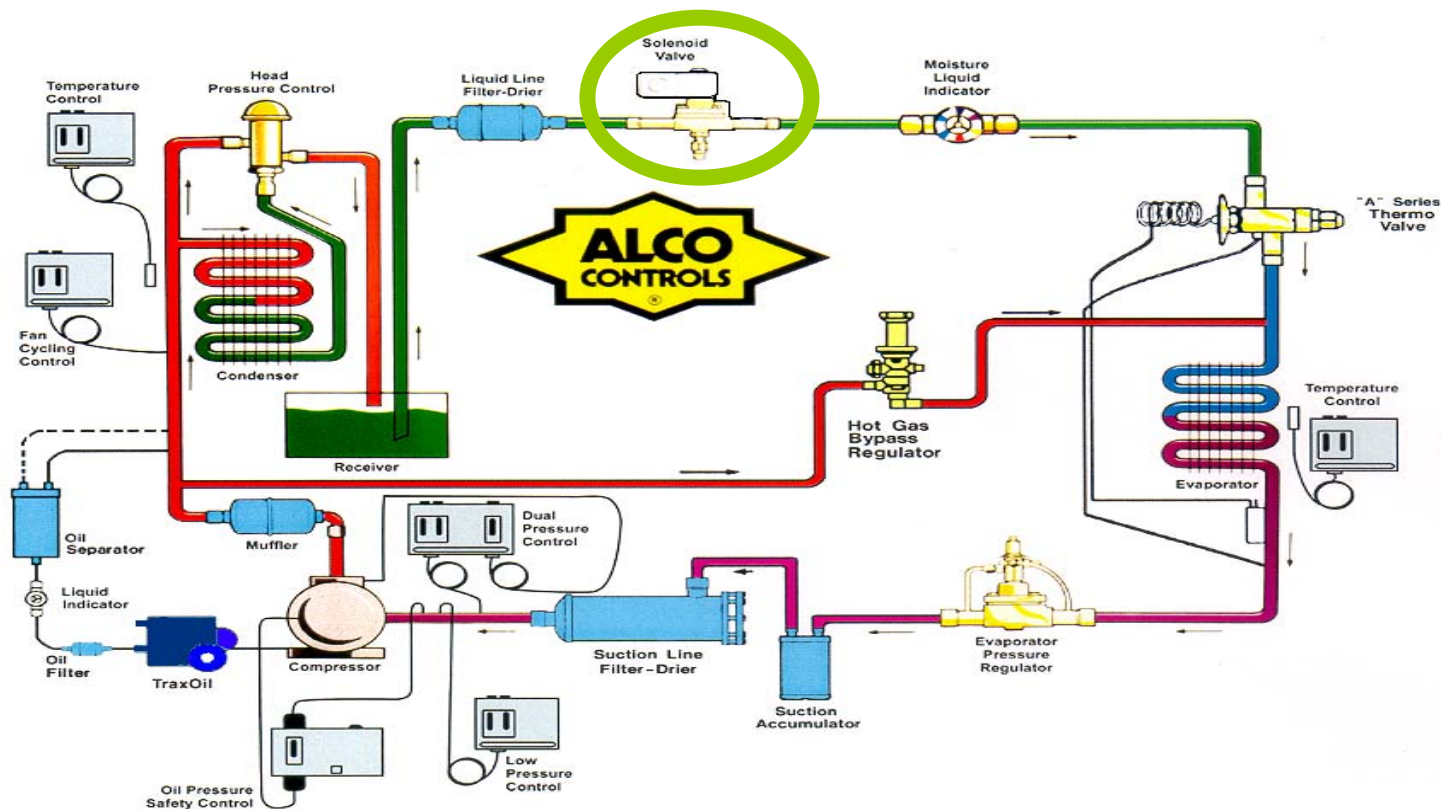 Solenoid
Valve
Head
Pressure Control
Temperature
Control
Liquid Line
Filter-Drier
Moisture
Liquid
Indicator
"A" Series
Thermo
Valve
ALCO
CONTROLS
®
Fan
Cycling
Control
Condenser
Receiver
Hot Gas
Bypass
Regulator
Temperature
Control
Evaporator
Oil
Separator
Muffler
Dual
Pressure
Control
Liquid
Indicator
Oil
Filter
TraxOil
Compressor
Suction Line
Filter-Drier
Evaporator
Pressure
Regulator
Suction
Accumulator
Low
Pressure
Control
Oil Pressure
Safety Control